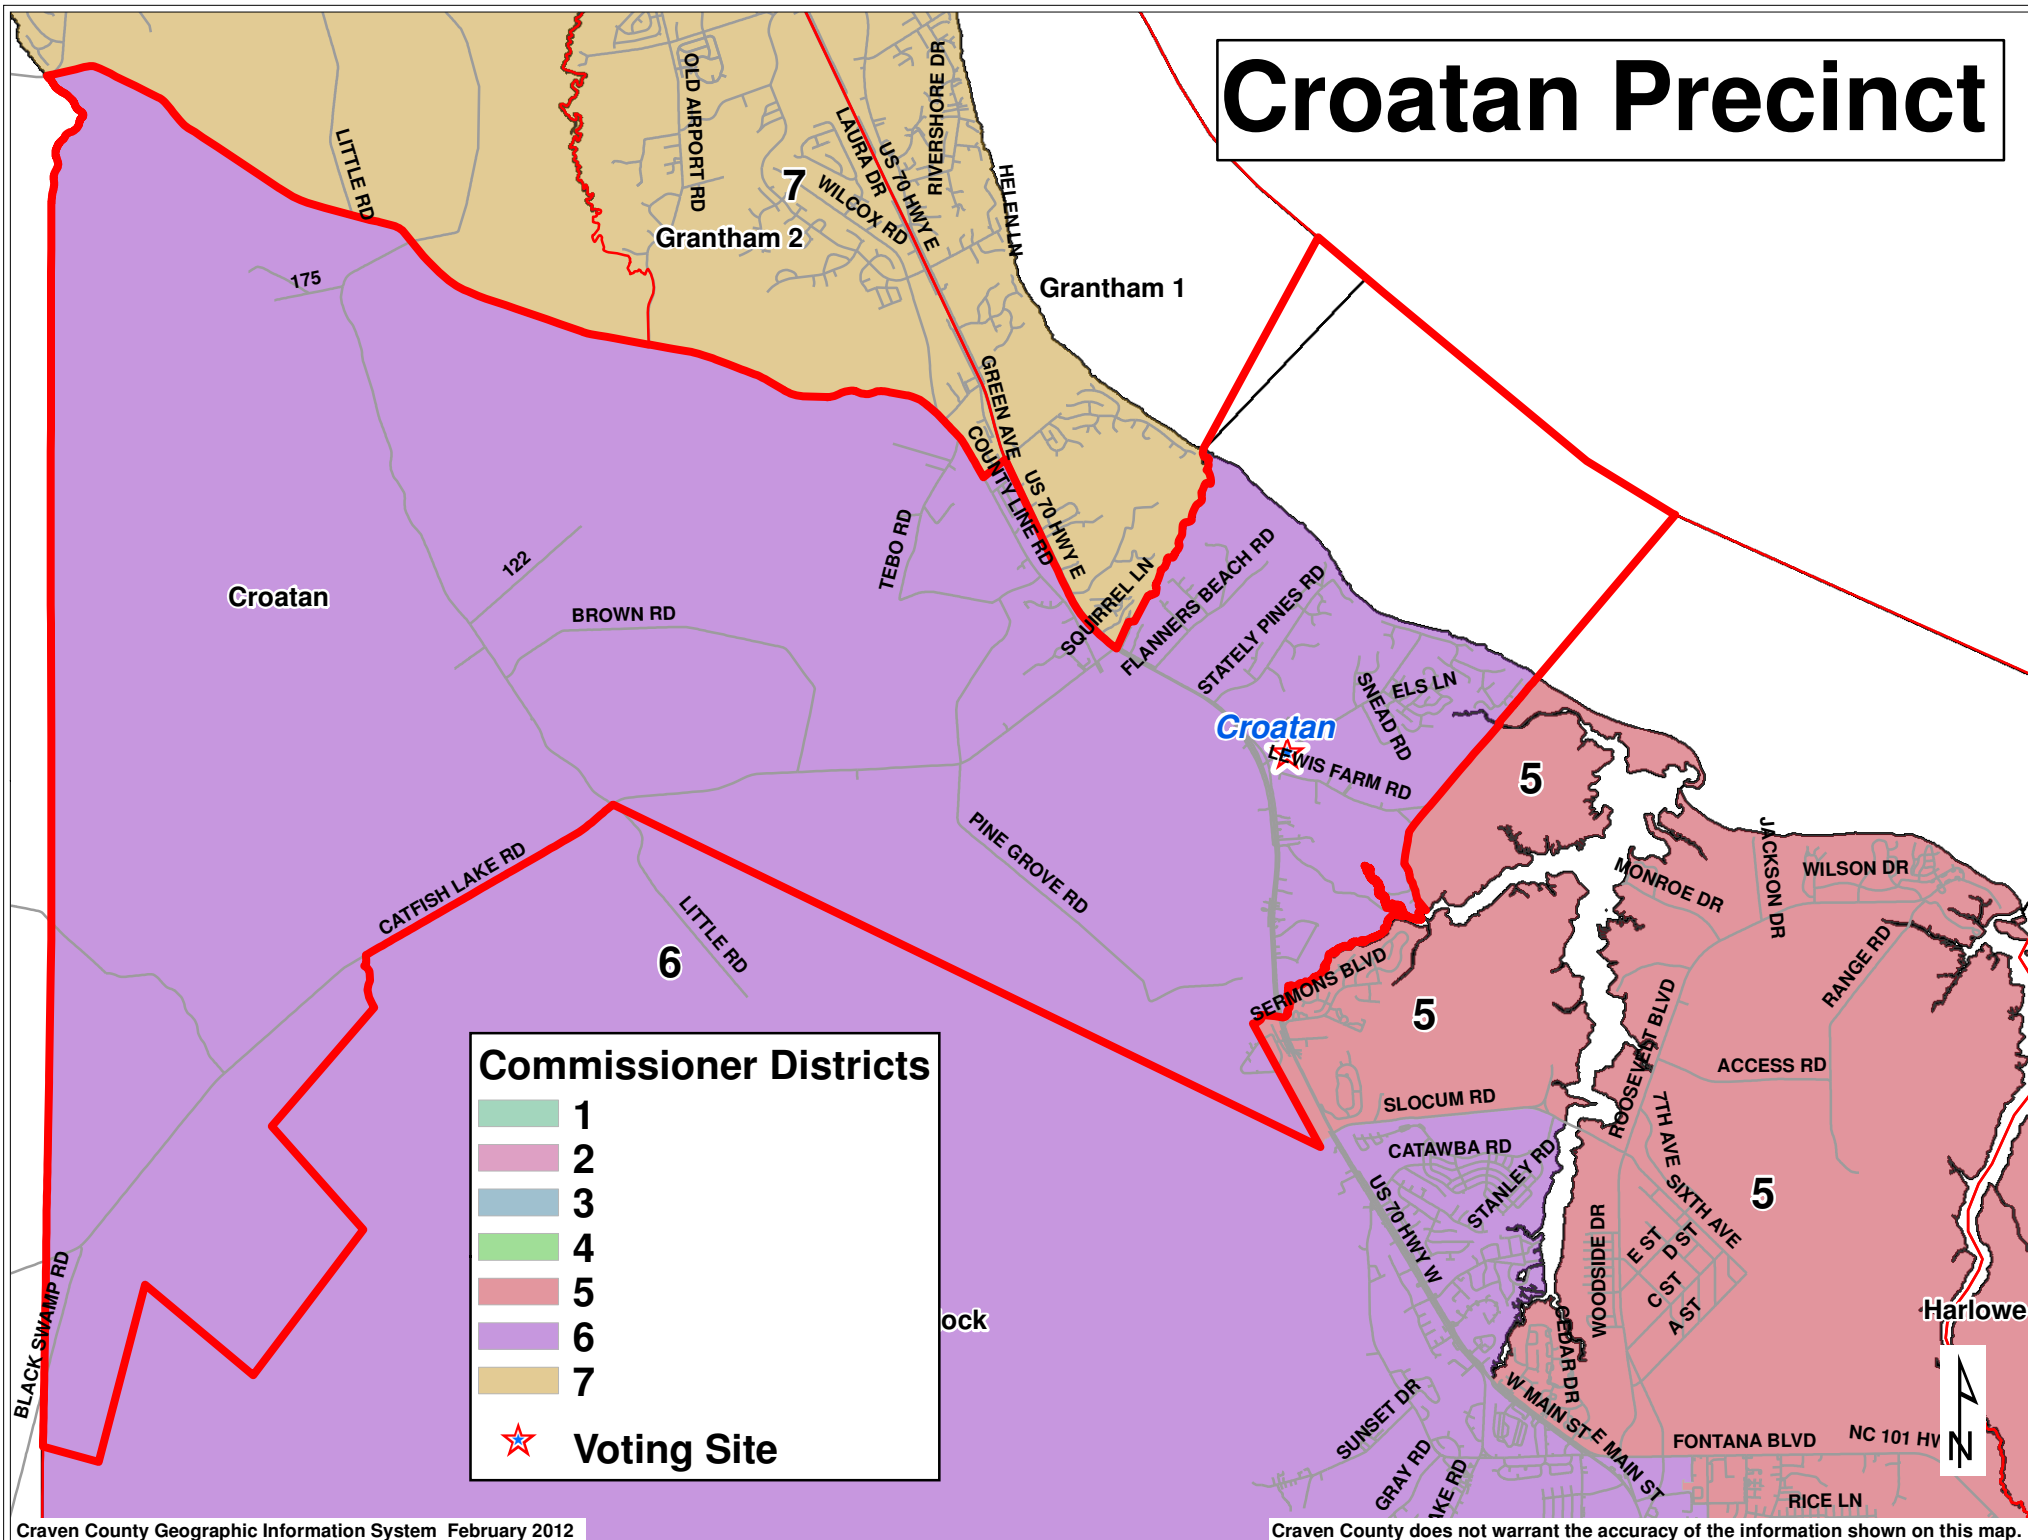 Croatan Precinct
OLD AIRPORT RD
RIVERSHORE DR
LITTLE RD
LAURA DR
US 70 HWY E
HELEN LN
7
WILCOX RD
Grantham 2
175
Grantham 1
GREEN AVE
COUNTY LINE RD
US 70 HWY E
TEBO RD
122
SQUIRREL LN
FLANNERS BEACH RD
STATELY PINES RD
Croatan
BROWN RD
SNEAD RD
ELS LN
Croatan
LEWIS FARM RD
5
PINE GROVE RD
JACKSON DR
MONROE DR
WILSON DR
CATFISH LAKE RD
LITTLE RD
6
SERMONS BLVD
RANGE RD
5
ROOSEVELT BLVD
ACCESS RD
SLOCUM RD
7TH AVE
CATAWBA RD
STANLEY RD
SIXTH AVE
5
US 70 HWY W
WOODSIDE DR
E ST
D ST
C ST
A ST
BLACK SWAMP RD
ock
Harlowe
CEDAR DR
W MAIN ST
E MAIN ST
SUNSET DR
GRAY RD
AKE RD
FONTANA BLVD
NC 101 HW
RICE LN
N
Commissioner Districts
1
2
3
4
5
6
7
Voting Site
Craven County Geographic Information System February 2012
Craven County does not warrant the accuracy of the information shown on this map.